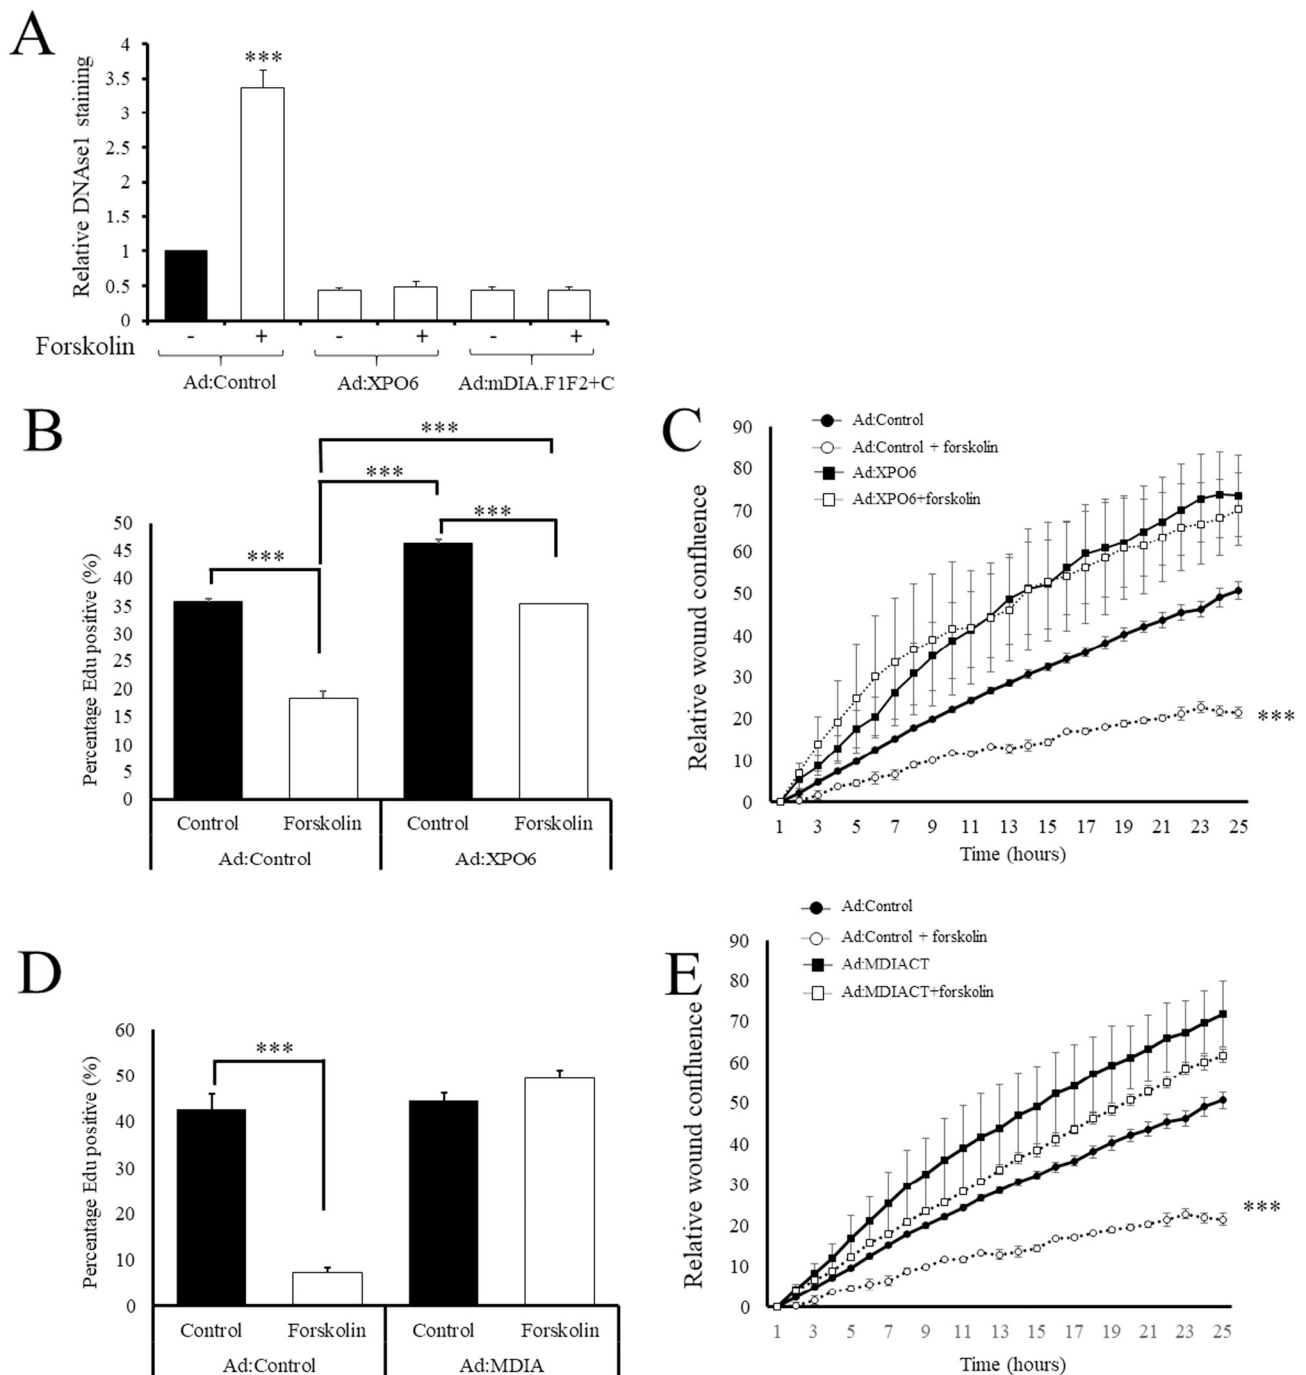 A
Relative DNAse1 staining
4
3.5
3
2.5
2
1.5
1
0.5
0
***
Forskolin - + - + - +
Ad:Control Ad:XPO6 Ad:mDIA.F1F2+C
B
Percentage Edu positive (%)
50
45
40
35
30
25
20
15
10
5
0
***
***
***
***
Control Forskolin Control Forskolin
Ad:Control Ad:XPO6
C
Relative wound confluence
90
80
70
60
50
40
30
20
10
0
Ad:Control
Ad:Control + forskolin
Ad:XPO6
Ad:XPO6+forskolin
***
1 3 5 7 9 11 13 15 17 19 21 23 25
Time (hours)
D
Percentage Edu positive (%)
60
50
40
30
20
10
0
***
Control Forskolin Control Forskolin
Ad:Control Ad:MDIA
E
Relative wound confluence
90
80
70
60
50
40
30
20
10
0
Ad:Control
Ad:Control + forskolin
Ad:MDIACT
Ad:MDIACT+forskolin
***
1 3 5 7 9 11 13 15 17 19 21 23 25
Time (hours)